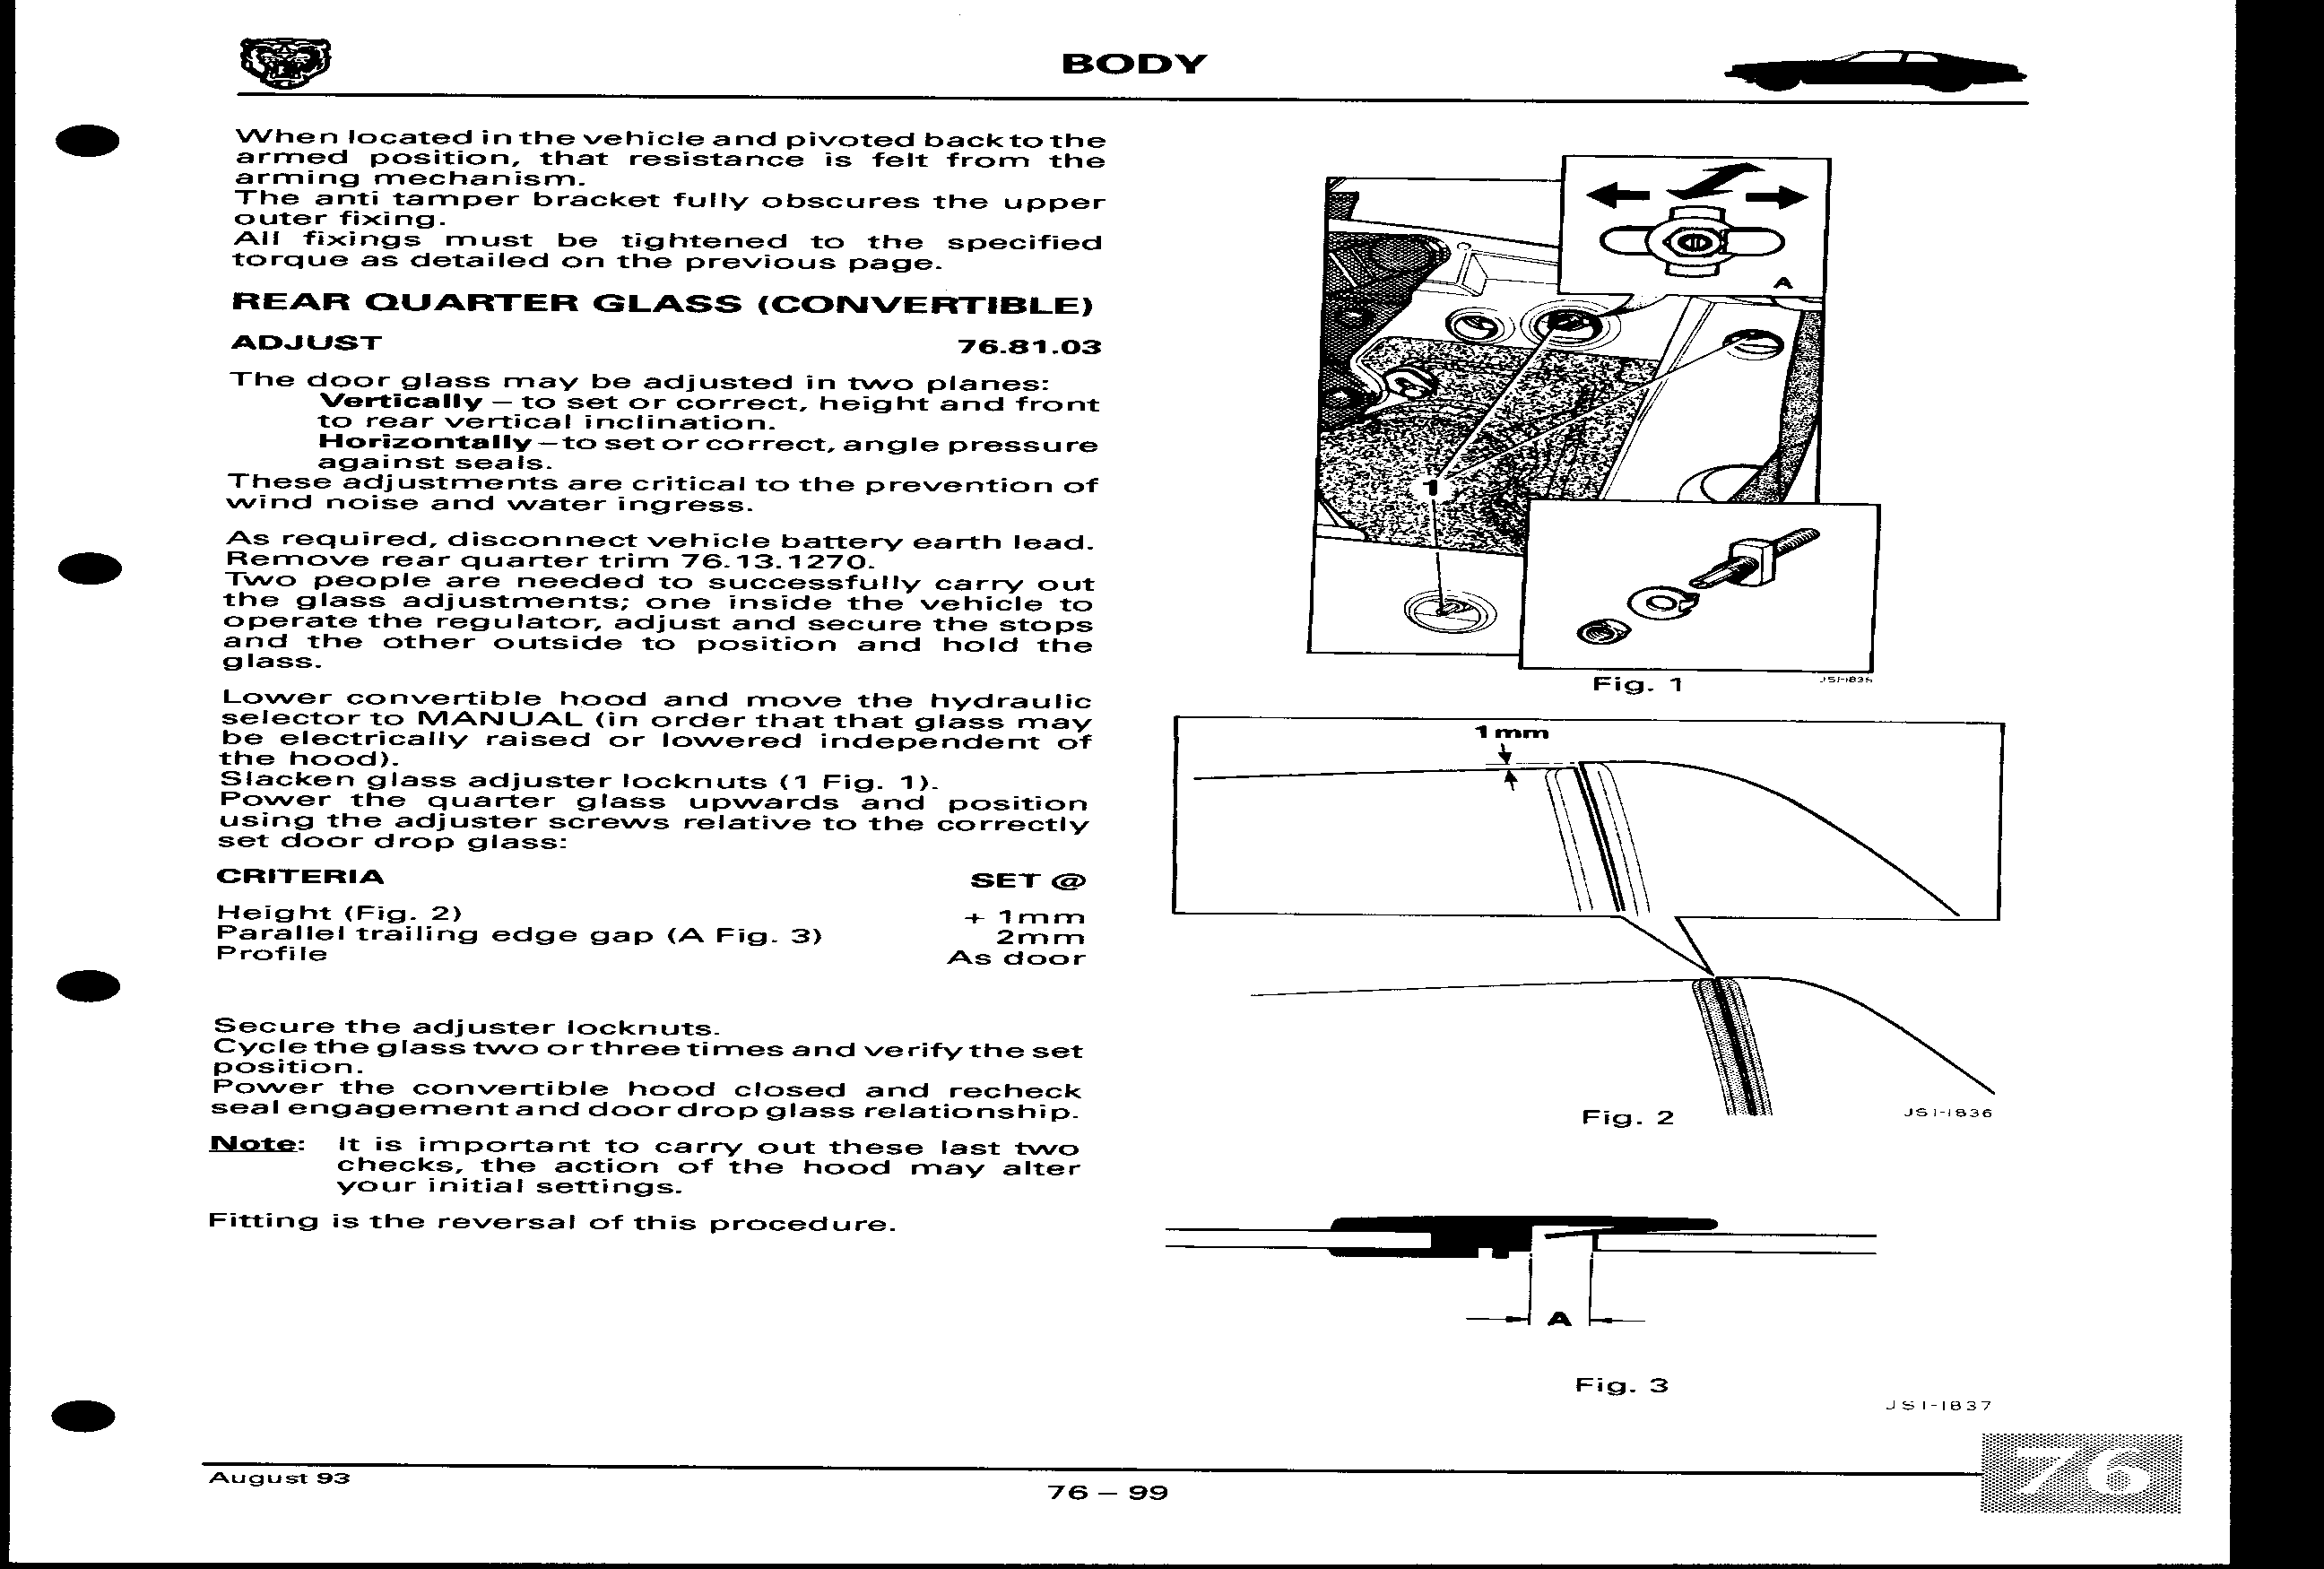 BODY
When located in the vehicle and pivoted back to the
armed position, that resistance is felt from the
arming mechanism.
The anti tamper bracket fully obscures the upper
outer fixing.
All fixings must be tightened to the specified
torque as detailed on the previous page.
REAR QUARTER GLASS (CONVERTIBLE)
ADJUST 76.81.03
The door glass may be adjusted in two planes:
Vertically – to set or correct, height and front
to rear vertical inclination.
Horizontally – to set or correct, angle pressure
against seals.
These adjustments are critical to the prevention of
wind noise and water ingress.
As required, disconnect vehicle battery earth lead.
Remove rear quarter trim 76.13.1270.
Two people are needed to successfully carry out
the glass adjustments; one inside the vehicle to
operate the regulator, adjust and secure the stops
and the other outside to position and hold the
glass.
Lower convertible hood and move the hydraulic
selector to MANUAL (in order that that glass may
be electrically raised or lowered independent of
the hood).
Slacken glass adjuster locknuts (1 Fig. 1).
Power the quarter glass upwards and position
using the adjuster screws relative to the correctly
set door drop glass:
CRITERIA SET @
Height (Fig. 2) + 1mm
Parallel trailing edge gap (A Fig. 3) 2mm
Profile As door
Secure the adjuster locknuts.
Cycle the glass two or three times and verify the set
position.
Power the convertible hood closed and recheck
seal engagement and door drop glass relationship.
Note: It is important to carry out these last two
checks, the action of the hood may alter
your initial settings.
Fitting is the reversal of this procedure.
A
1
Fig. 1
JS1-1835
1mm
Fig. 2
JS1-1836
A
Fig. 3
JS1-1837
August 93
76 – 99
76